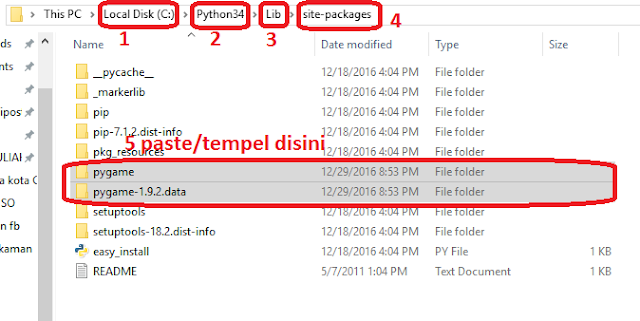 This PC > Local Disk (C:) > Python34 > Lib > site-packages 4
1 2 3
Name Date modified Type Size
__pycache__ 12/18/2016 4:04 PM File folder
_markerlib 12/18/2016 4:04 PM File folder
pip 12/18/2016 4:04 PM File folder
pip-7.1.2.dist-info 12/18/2016 4:04 PM File folder
5 paste/tempel disini
pkg_resources 12/18/2016 4:04 PM File folder
pygame 12/29/2016 8:53 PM File folder
pygame-1.9.2.data 12/29/2016 8:53 PM File folder
setuptools 12/18/2016 4:04 PM File folder
setuptools-18.2.dist-info 12/18/2016 4:04 PM File folder
easy_install 12/18/2016 4:04 PM PY File 1 KB
README 5/7/2011 1:04 PM Text Document 1 KB
ds
nts
ipos
ULIAI
a kota C
SO
n fb
kaman